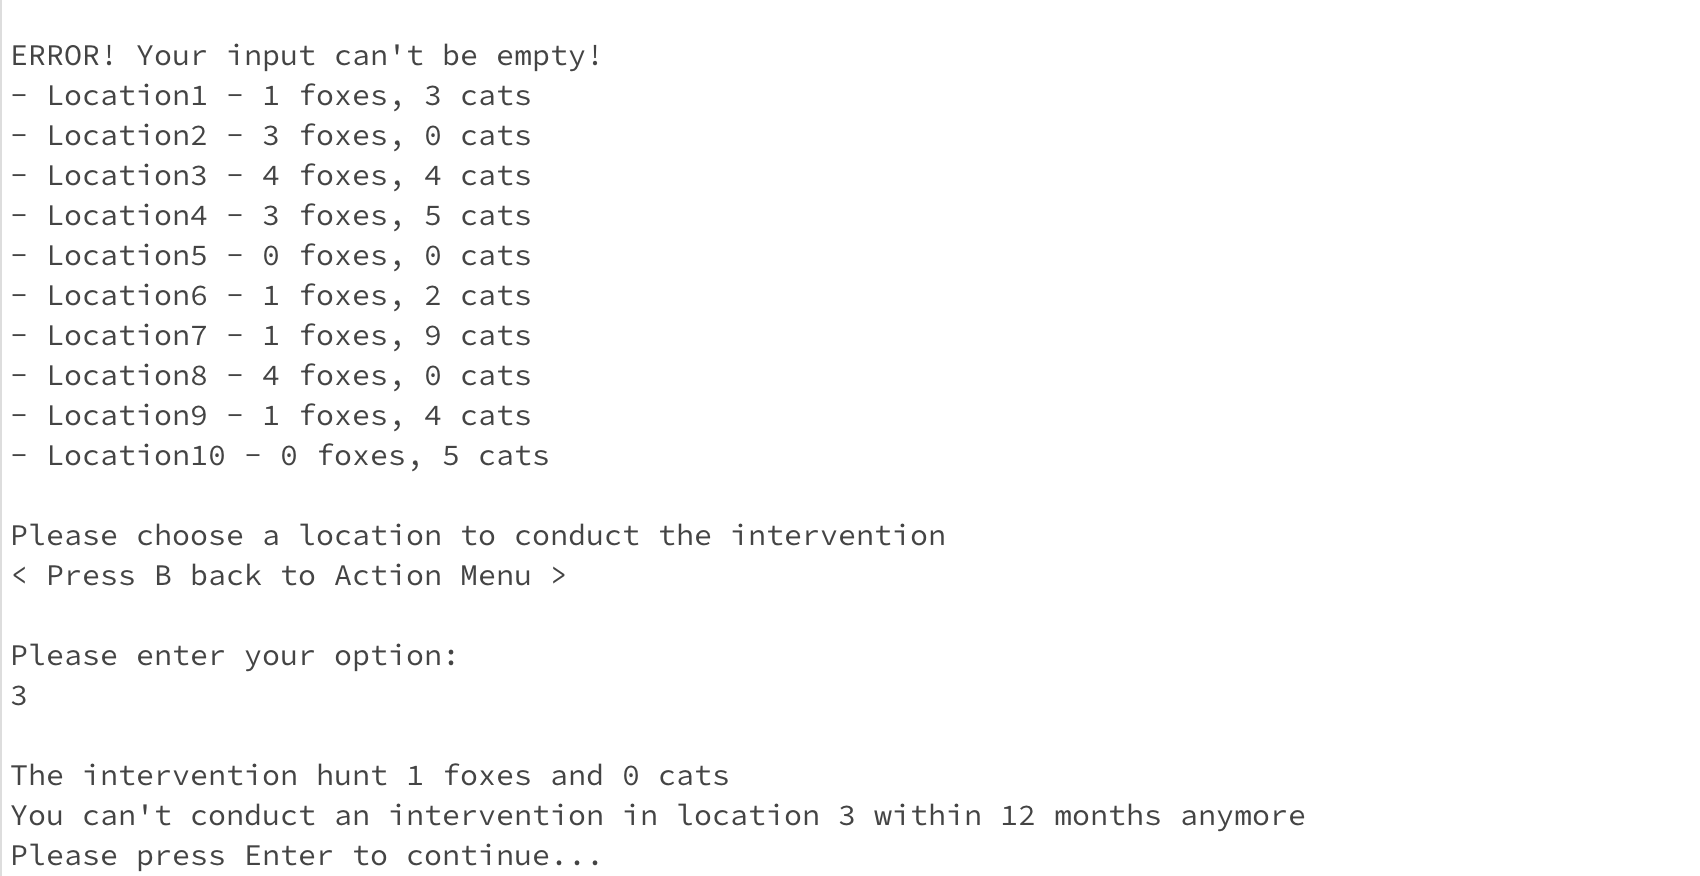 ERROR! Your input can't be empty!
- Location1 - 1 foxes, 3 cats
- Location2 - 3 foxes, 0 cats
- Location3 - 4 foxes, 4 cats
- Location4 - 3 foxes, 5 cats
- Location5 - 0 foxes, 0 cats
- Location6 - 1 foxes, 2 cats
- Location7 - 1 foxes, 9 cats
- Location8 - 4 foxes, 0 cats
- Location9 - 1 foxes, 4 cats
- Location10 - 0 foxes, 5 cats
Please choose a location to conduct the intervention
< Press B back to Action Menu >
Please enter your option:
3
The intervention hunt 1 foxes and 0 cats
You can't conduct an intervention in location 3 within 12 months anymore
Please press Enter to continue...